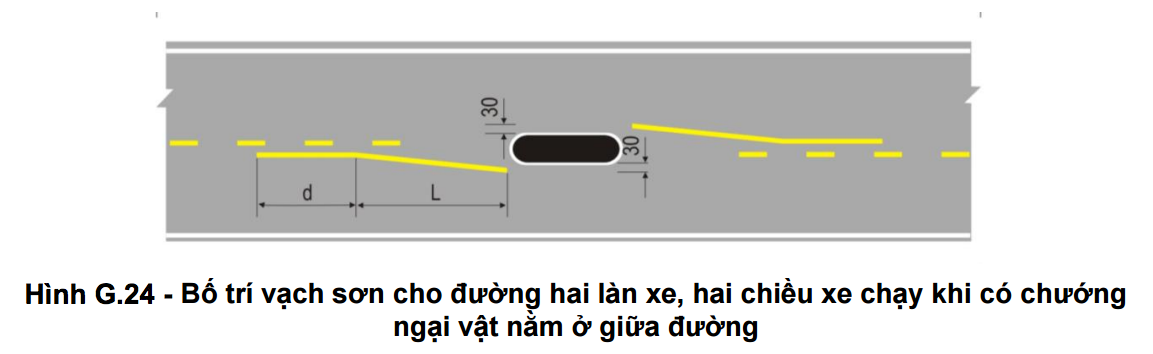 30
30
d
L
Hình G.24 - Bố trí vạch sơn cho đường hai làn xe, hai chiều xe chạy khi có chướng
ngại vật nằm ở giữa đường